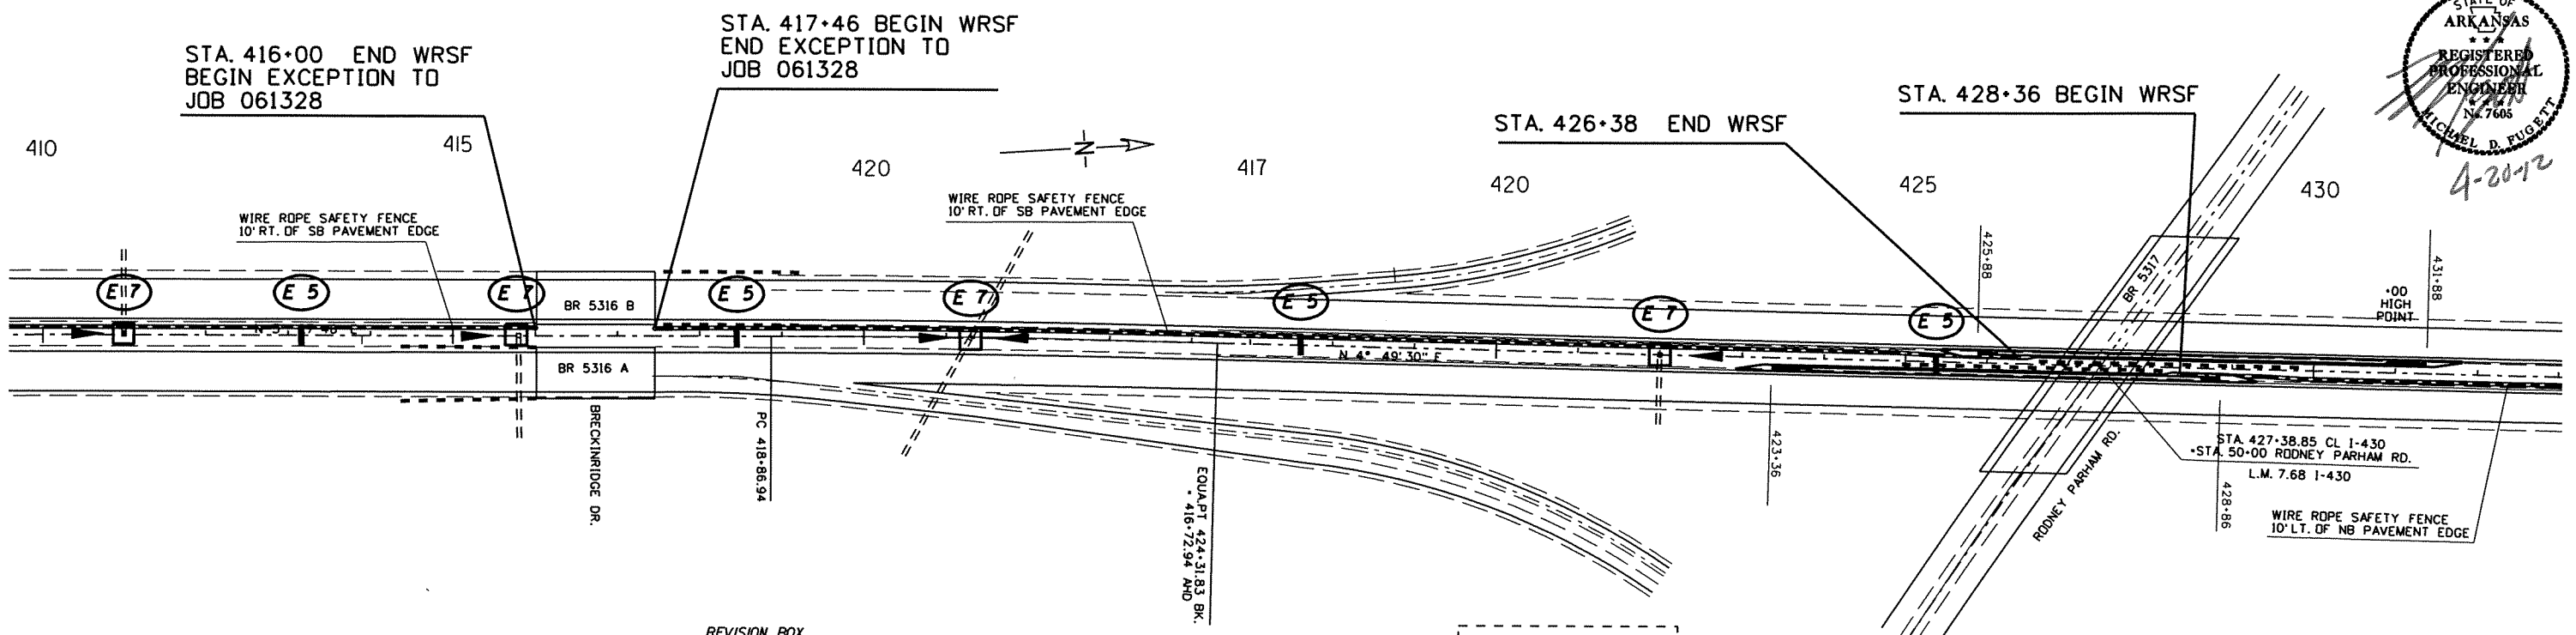 STA. 416+00 END WRSF
BEGIN EXCEPTION TO
JOB 061328
STA. 417+46 BEGIN WRSF
END EXCEPTION TO
JOB 061328
STA. 426+38 END WRSF
STA. 428+36 BEGIN WRSF
STATE OF
ARKANSAS
★ ★ ★
REGISTERED
PROFESSIONAL
ENGINEER
★ ★ ★
No. 7605
MICHAEL D. FUGETT
4-20-12
410
415
420
417
420
425
430
N
WIRE ROPE SAFETY FENCE
10' RT. OF SB PAVEMENT EDGE
WIRE ROPE SAFETY FENCE
10' RT. OF SB PAVEMENT EDGE
425+88
431+88
+00
HIGH
POINT
E 7
E 5
E 7
E 5
E 7
E 5
E 7
E 5
BR 5316 B
BR 5316 A
BR 5317
N 4° 49'30" E
BRECKINRIDGE DR.
PC 418+86.94
EQUA.PT 424+31.83 BK.
= 416+72.94 AHD
423+36
RODNEY PARHAM RD.
STA. 427+38.85 CL I-430
=STA. 50+00 RODNEY PARHAM RD.
L.M. 7.68 I-430
428+86
WIRE ROPE SAFETY FENCE
10' LT. OF NB PAVEMENT EDGE
REVISION BOX